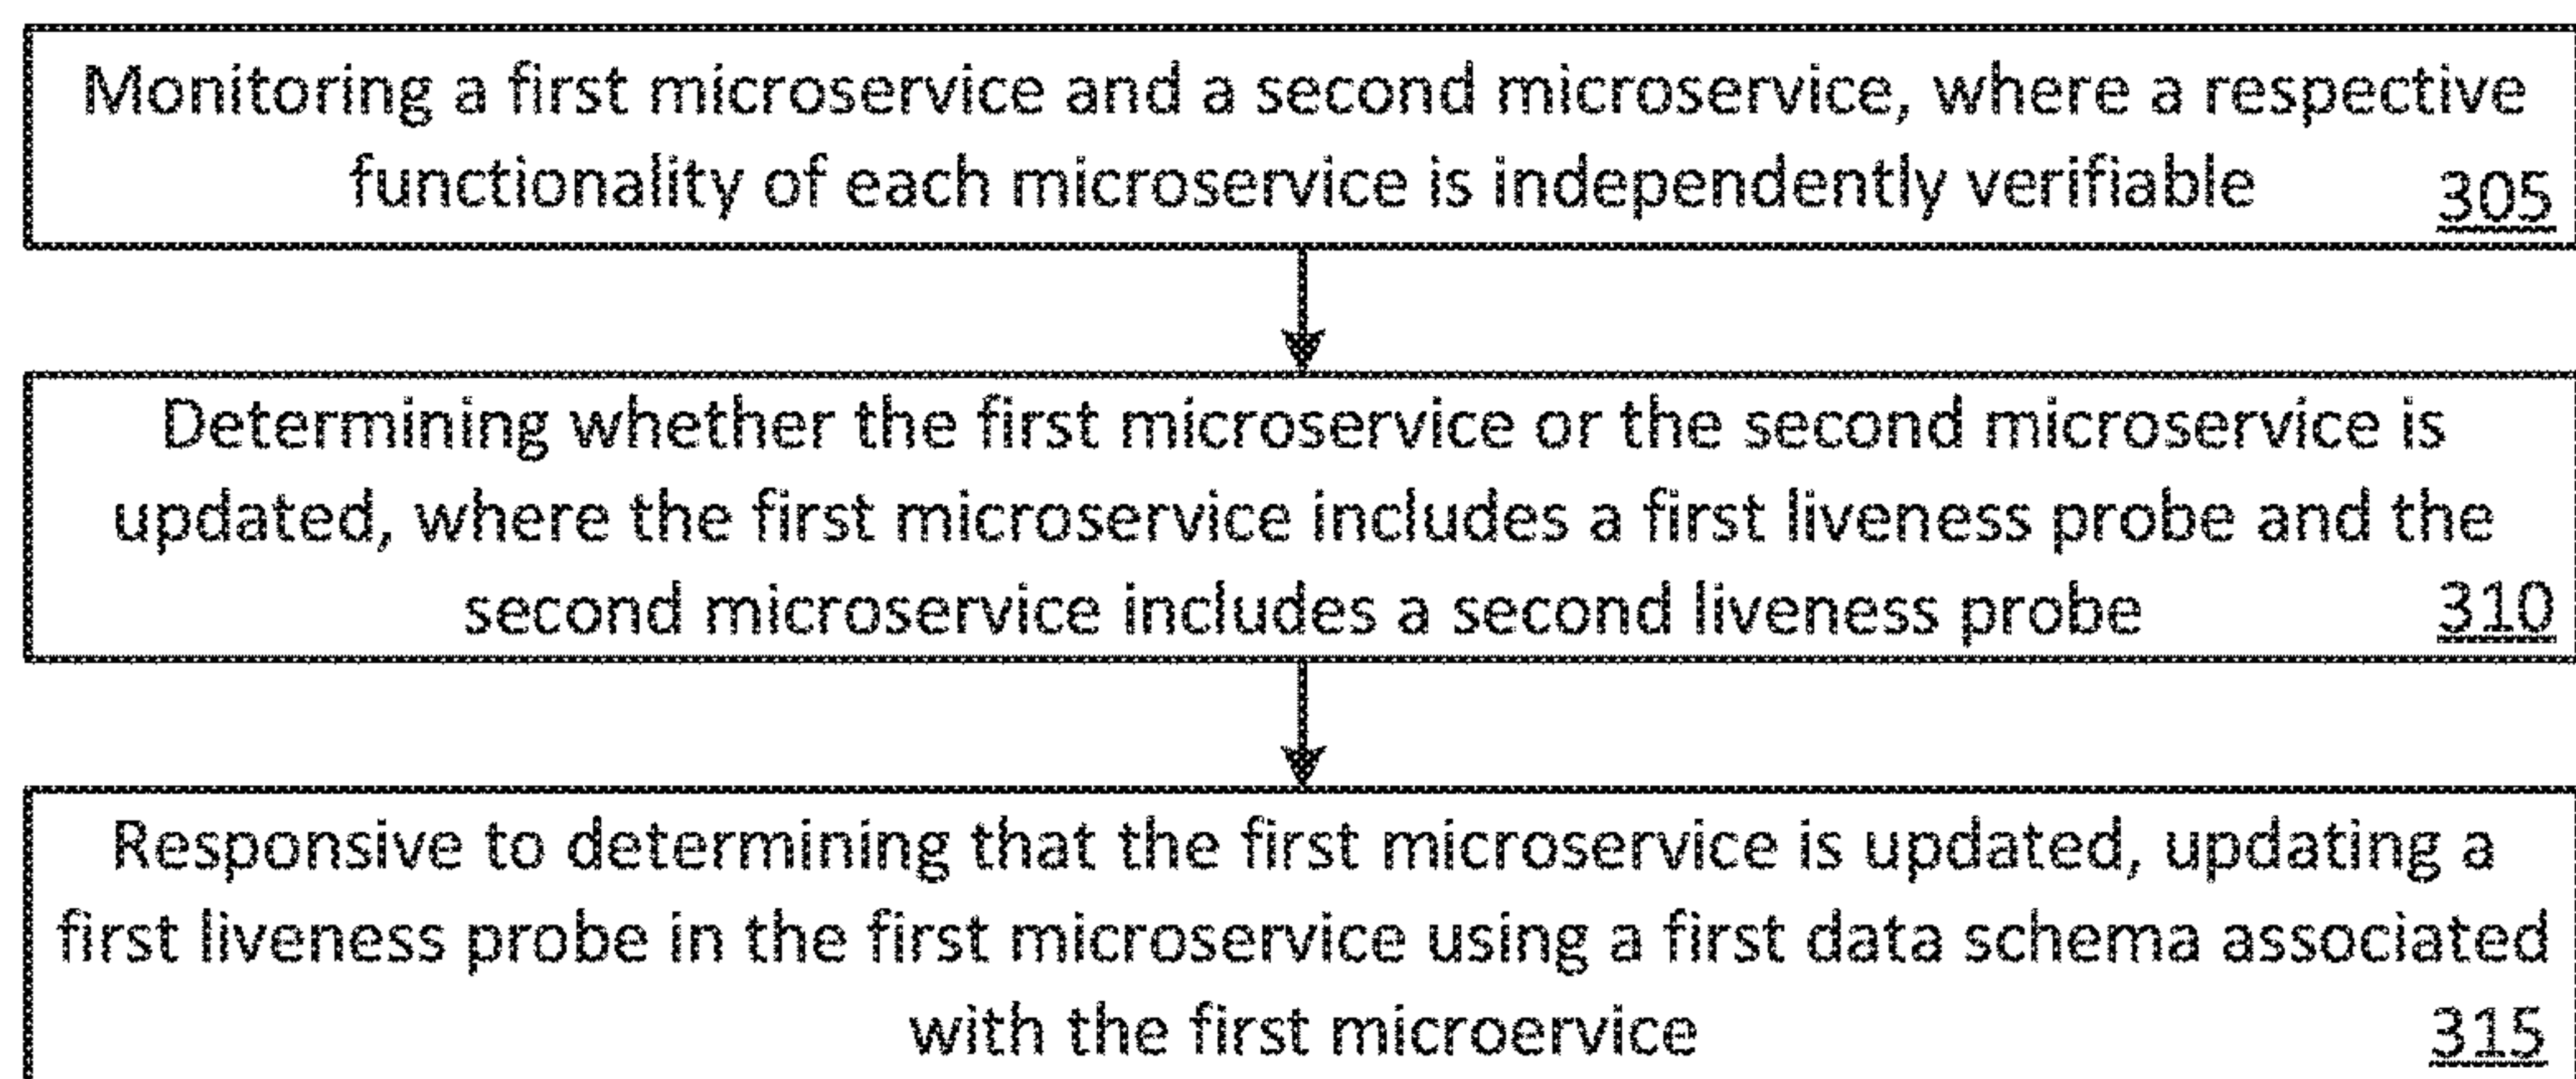 Monitoring a first microservice and a second microservice, where a respective
functionality of each microservice is independently verifiable 305
Determining whether the first microservice or the second microservice is
updated, where the first microservice includes a first liveness probe and the
second microservice includes a second liveness probe 310
Responsive to determining that the first microservice is updated, updating a
first liveness probe in the first microservice using a first data schema associated
with the first microervice 315